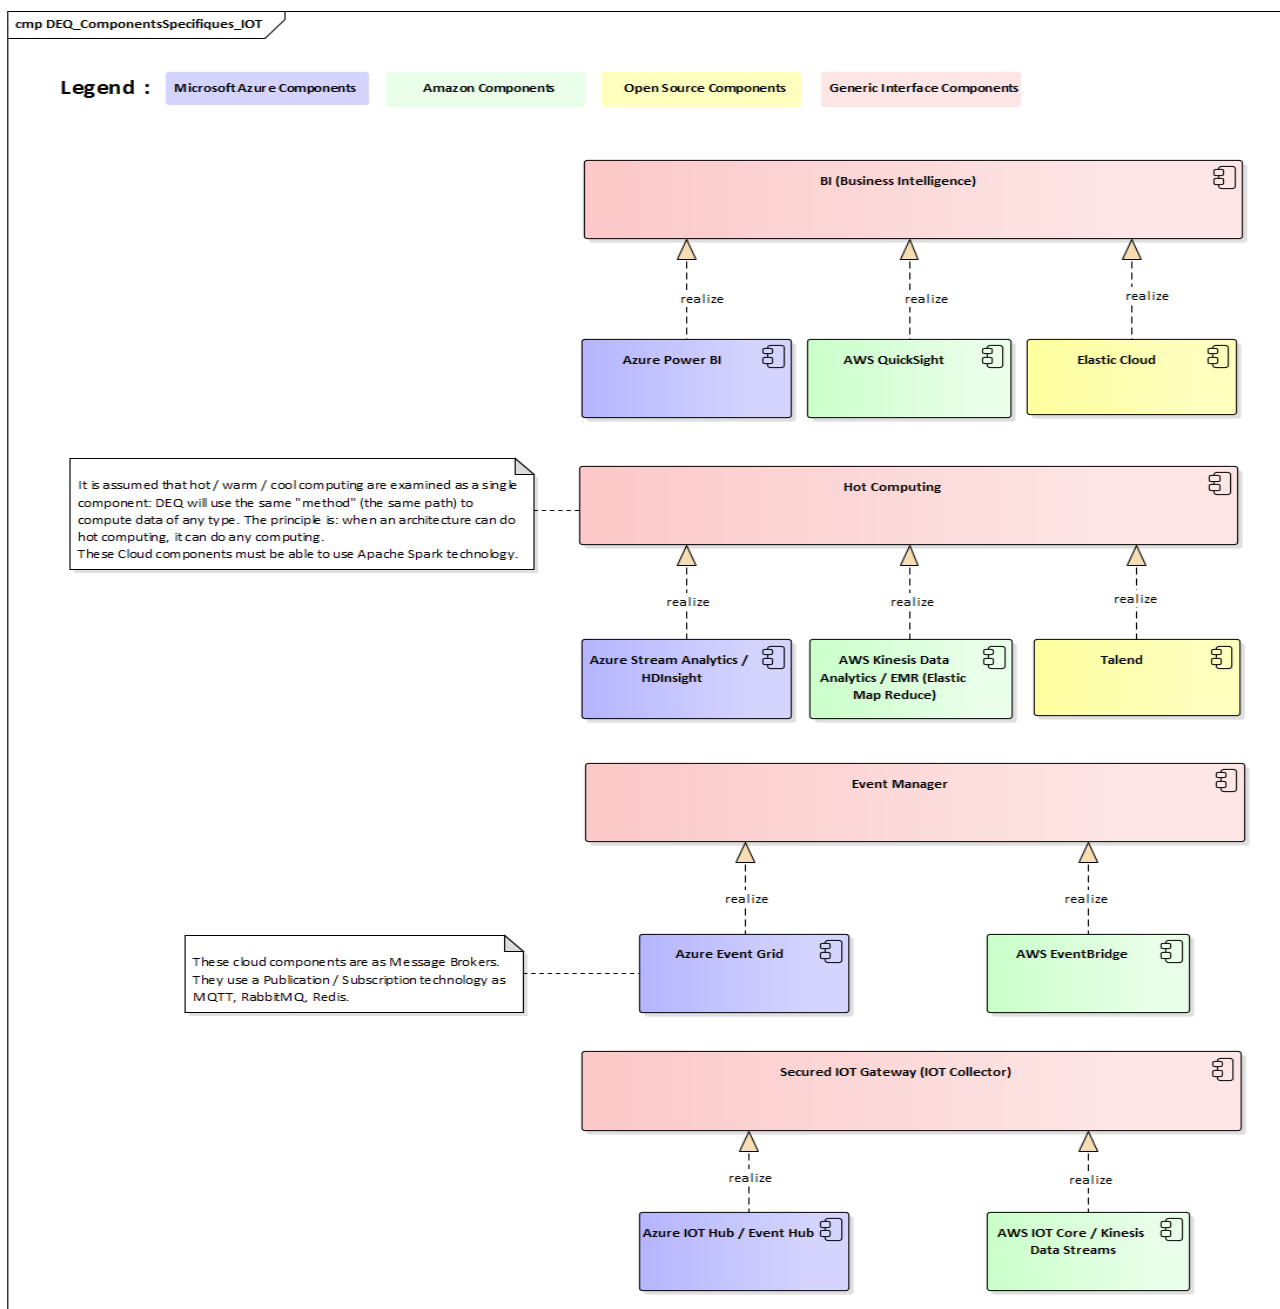 cmp DEQ_ComponentsSpecifiques_IOT
Legend :
Microsoft Azure Components
Amazon Components
Open Source Components
Generic Interface Components
BI (Business Intelligence)
realize
realize
realize
Azure Power BI
AWS QuickSight
Elastic Cloud
It is assumed that hot / warm / cool computing are examined as a single
component: DEQ will use the same "method" (the same path) to
compute data of any type. The principle is: when an architecture can do
hot computing, it can do any computing.
These Cloud components must be able to use Apache Spark technology.
Hot Computing
realize
realize
realize
Azure Stream Analytics /
HDInsight
AWS Kinesis Data
Analytics / EMR (Elastic
Map Reduce)
Talend
Event Manager
realize
realize
These cloud components are as Message Brokers.
They use a Publication / Subscription technology as
MQTT, RabbitMQ, Redis.
Azure Event Grid
AWS EventBridge
Secured IOT Gateway (IOT Collector)
realize
realize
Azure IOT Hub / Event Hub
AWS IOT Core / Kinesis
Data Streams